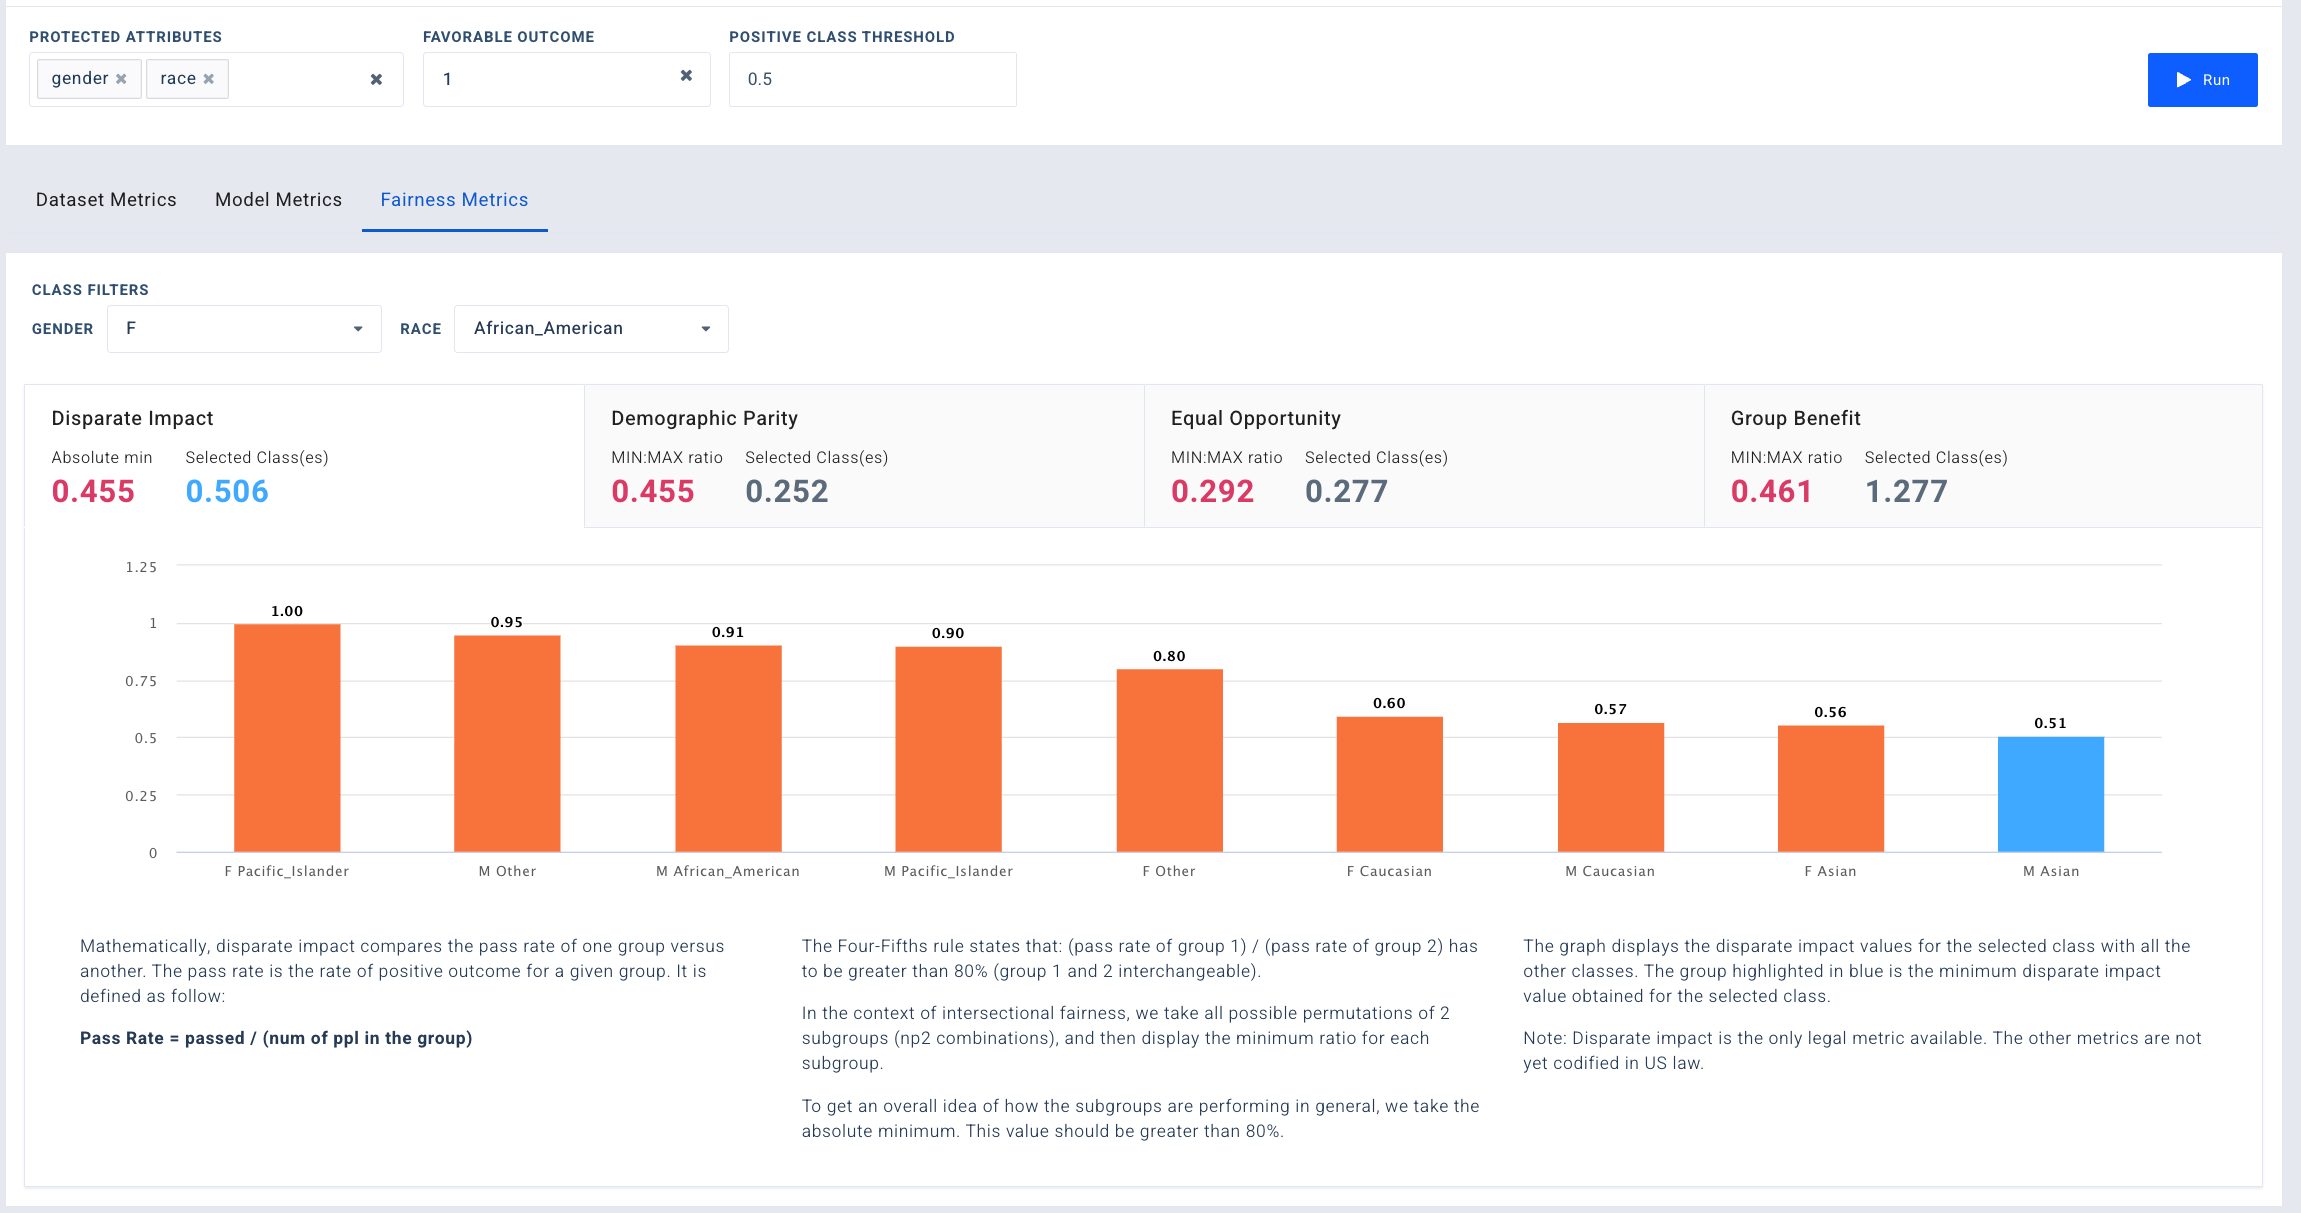 PROTECTED ATTRIBUTES
FAVORABLE OUTCOME
POSITIVE CLASS THRESHOLD
gender
race
1
0.5
Run
Dataset Metrics
Model Metrics
Fairness Metrics
CLASS FILTERS
GENDER
F
RACE
African_American
Disparate Impact
Absolute min
Selected Class(es)
0.455
0.506
Demographic Parity
MIN:MAX ratio
Selected Class(es)
0.455
0.252
Equal Opportunity
MIN:MAX ratio
Selected Class(es)
0.292
0.277
Group Benefit
MIN:MAX ratio
Selected Class(es)
0.461
1.277
1.25
1
0.75
0.5
0.25
0
1.00
0.95
0.91
0.90
0.80
0.60
0.57
0.56
0.51
F Pacific_Islander
M Other
M African_American
M Pacific_Islander
F Other
F Caucasian
M Caucasian
F Asian
M Asian
Mathematically, disparate impact compares the pass rate of one group versus
another. The pass rate is the rate of positive outcome for a given group. It is
defined as follow:
Pass Rate = passed / (num of ppl in the group)
The Four-Fifths rule states that: (pass rate of group 1) / (pass rate of group 2) has
to be greater than 80% (group 1 and 2 interchangeable).
In the context of intersectional fairness, we take all possible permutations of 2
subgroups (np2 combinations), and then display the minimum ratio for each
subgroup.
To get an overall idea of how the subgroups are performing in general, we take the
absolute minimum. This value should be greater than 80%.
The graph displays the disparate impact values for the selected class with all the
other classes. The group highlighted in blue is the minimum disparate impact
value obtained for the selected class.
Note: Disparate impact is the only legal metric available. The other metrics are not
yet codified in US law.